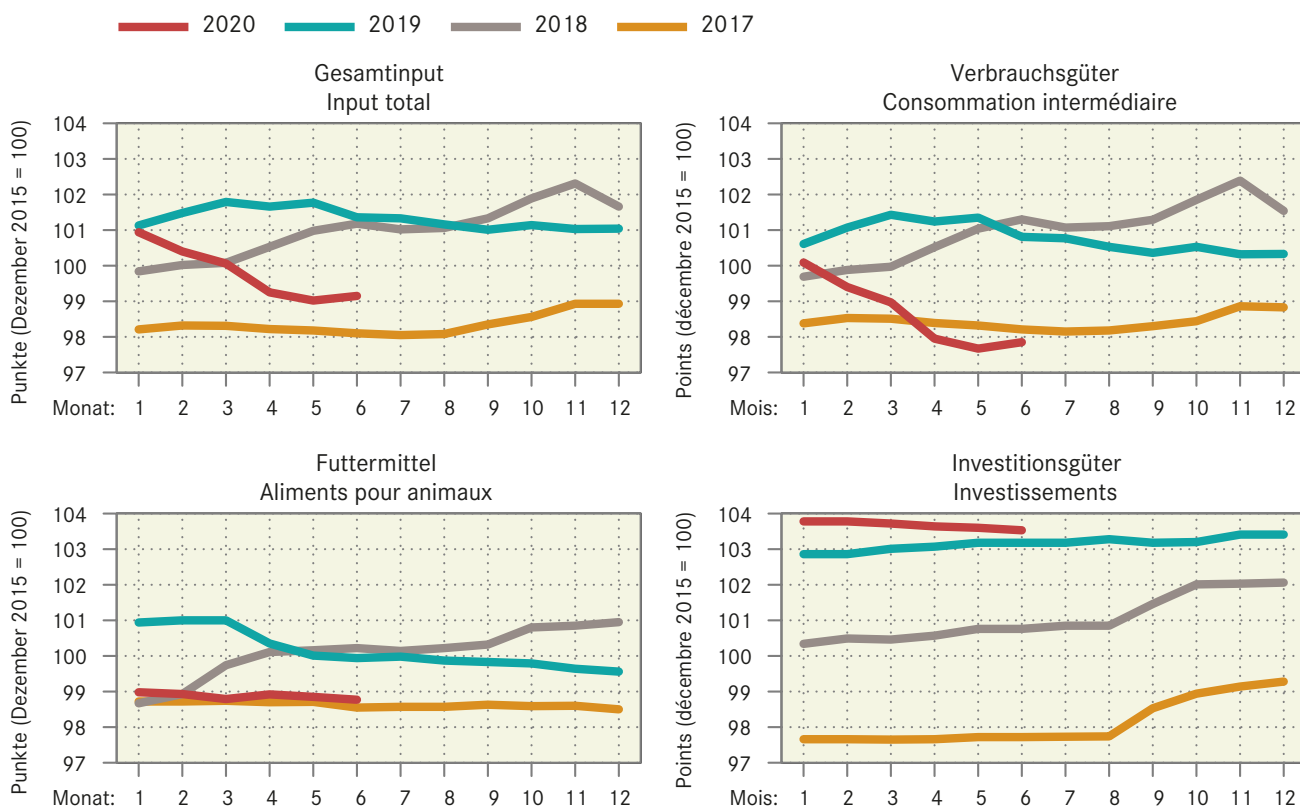 2020 2019 2018 2017
Gesamtinput
Input total
Punkte (Dezember 2015 = 100)
104
103
102
101
100
99
98
97
Monat: 1 2 3 4 5 6 7 8 9 10 11 12
Verbrauchsgüter
Consommation intermédiaire
Points (décembre 2015 = 100)
104
103
102
101
100
99
98
97
Mois: 1 2 3 4 5 6 7 8 9 10 11 12
Futtermittel
Aliments pour animaux
Punkte (Dezember 2015 = 100)
104
103
102
101
100
99
98
97
Monat: 1 2 3 4 5 6 7 8 9 10 11 12
Investitionsgüter
Investissements
Points (décembre 2015 = 100)
104
103
102
101
100
99
98
97
Mois: 1 2 3 4 5 6 7 8 9 10 11 12